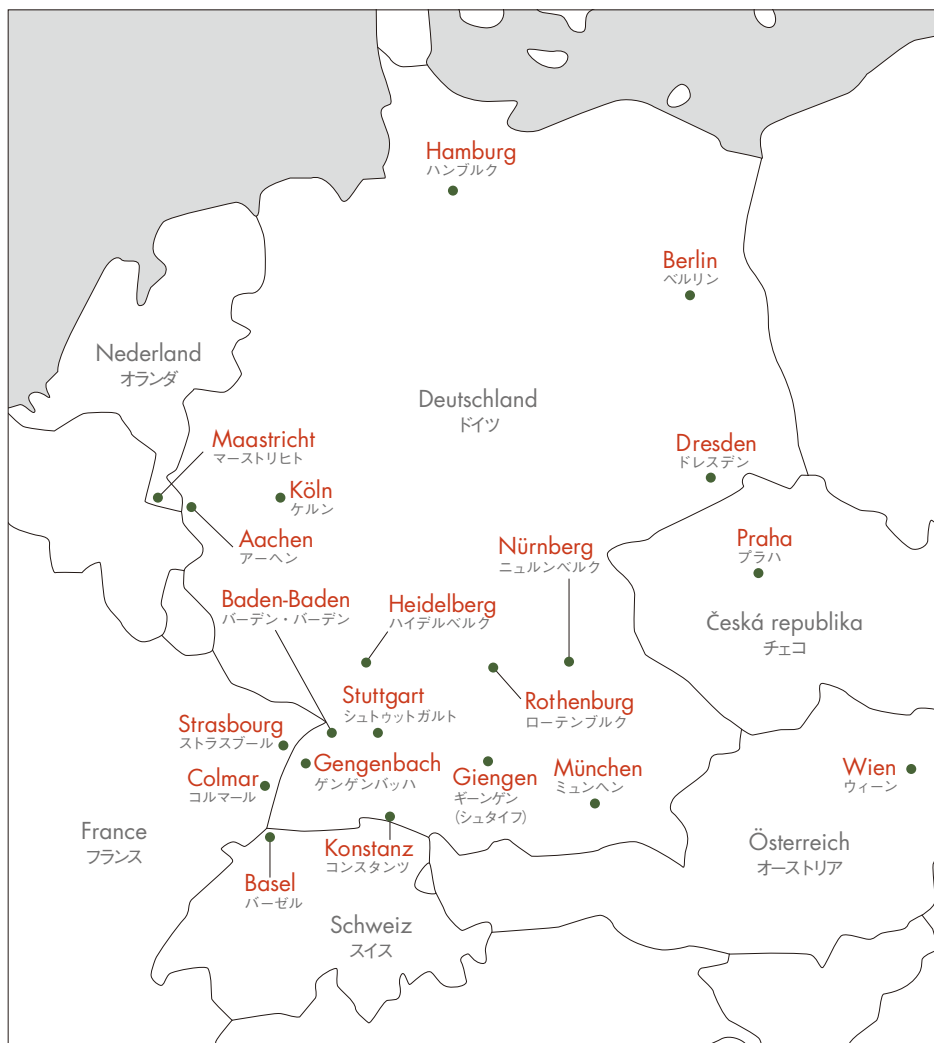 Hamburg
ハンブルク
Berlin
ベルリン
Nederland
オランダ
Deutschland
ドイツ
Maastricht
マーストリヒト
Dresden
ドレスデン
Köln
ケルン
Aachen
アーヘン
Nürnberg
ニュルンベルク
Praha
プラハ
Baden-Baden
バーデン・バーデン
Heidelberg
ハイデルベルク
Česká republika
チェコ
Stuttgart
シュトゥットガルト
Rothenburg
ローテンブルク
Strasbourg
ストラスブール
Gengenbach
ゲンゲンバッハ
Giengen
ギーンゲン
(シュタイフ)
München
ミュンヘン
Wien
ウィーン
Colmar
コルマール
France
フランス
Konstanz
コンスタンツ
Österreich
オーストリア
Basel
バーゼル
Schweiz
スイス